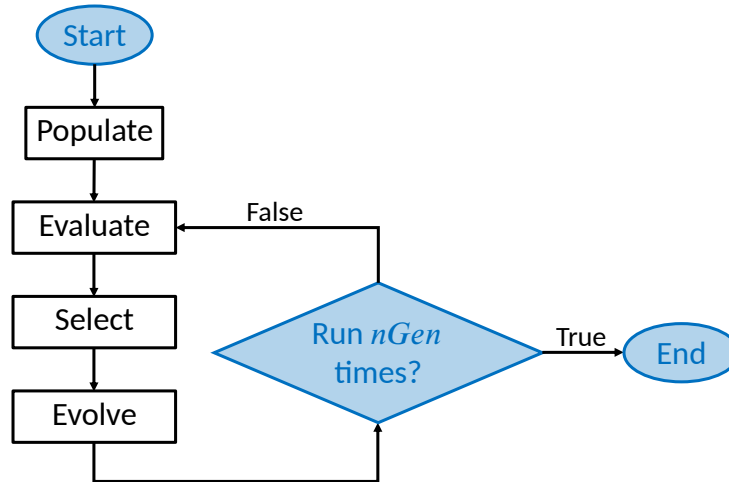 Start
Populate
Evaluate
Select
Evolve
False
Run nGen
times?
True
End